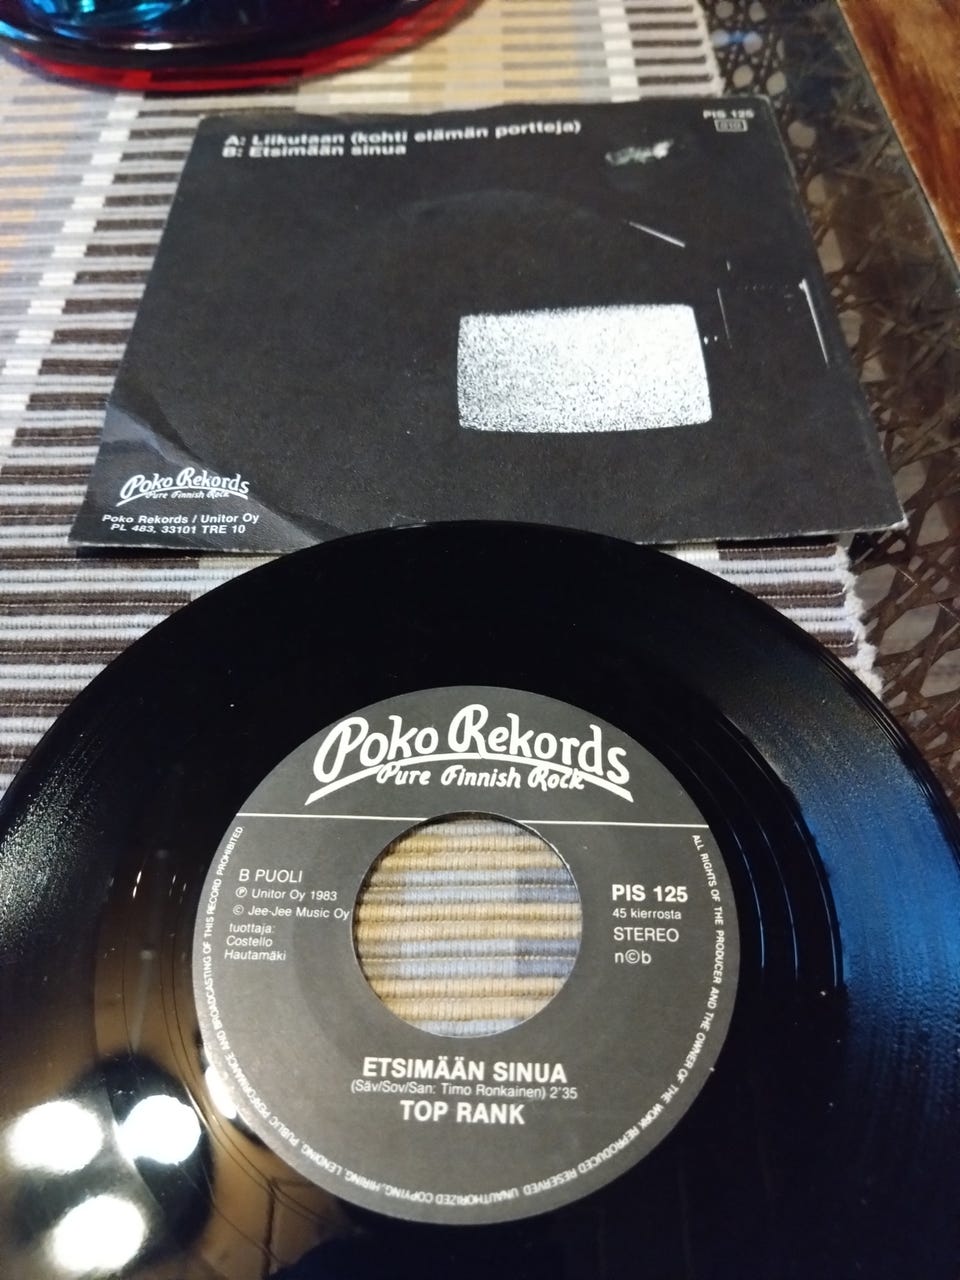 A: Liikutaan (kohti elämän portteja)
B: Etsimään sinua
PIS 125
Poko Rekords
Pure Finnish Rock
Poko Rekords / Unitor Oy
PL 483, 33101 TRE 10
Poko Rekords
Pure Finnish Rock
B PUOLI
℗ Unitor Oy 1983
© Jee-Jee Music Oy
tuottaja:
Costello
Hautamäki
PIS 125
45 kierrosta
STEREO
n©b
ETSIMÄÄN SINUA
(Säv/Sov/San: Timo Ronkainen) 2'35
TOP RANK
ALL RIGHTS OF THE PRODUCER AND THE OWNER OF THE WORK REPRODUCED RESERVED. UNAUTHORIZED COPYING, HIRING, LENDING, PUBLIC PERFORMANCE AND BROADCASTING OF THIS RECORD PROHIBITED